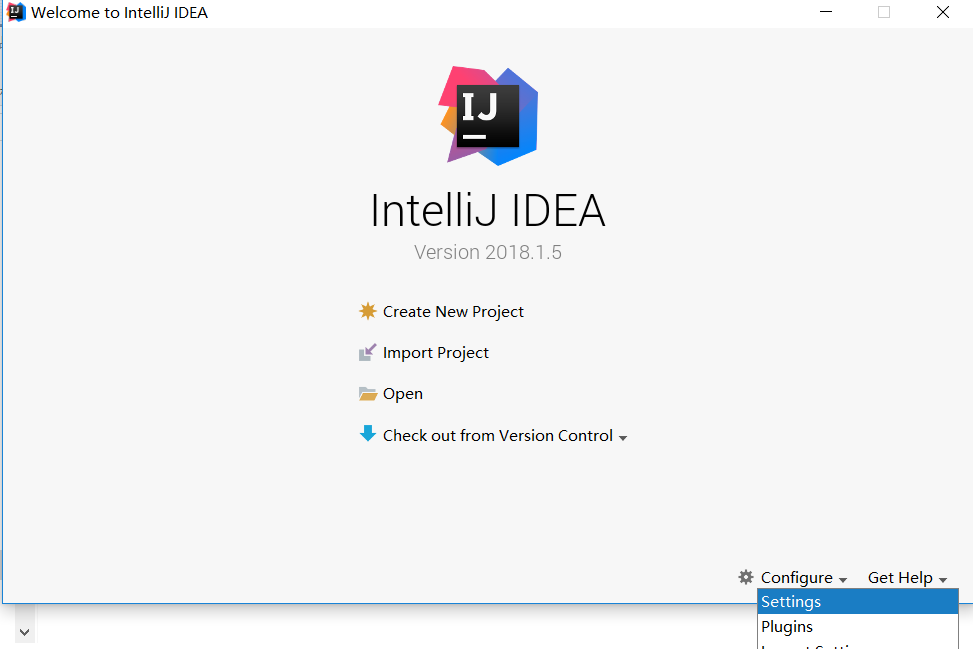 Welcome to IntelliJ IDEA
IJ
IntelliJ IDEA
Version 2018.1.5
Create New Project
Import Project
Open
Check out from Version Control
Configure
Get Help
Settings
Plugins